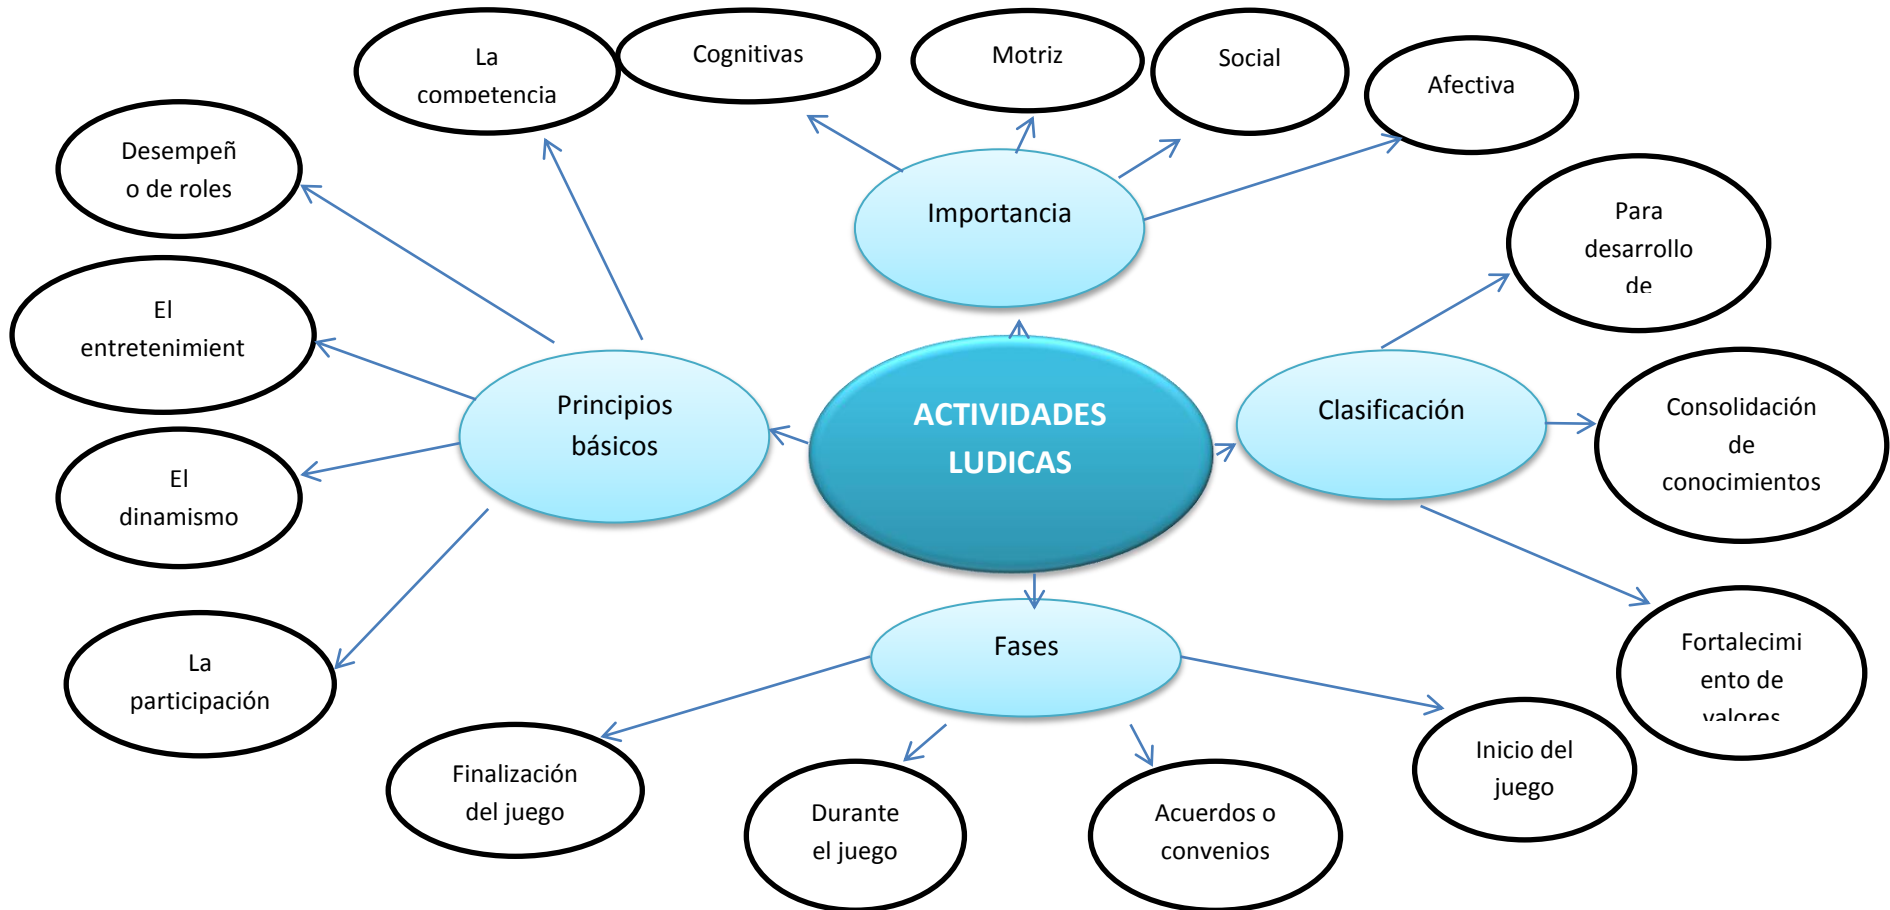 La
competencia
Cognitivas
Motriz
Social
Afectiva
Desempeñ
o de roles
Importancia
Para
desarrollo
de
El
entretenimient
Principios
básicos
ACTIVIDADES
LUDICAS
Clasificación
Consolidación
de
conocimientos
El
dinamismo
La
participación
Fases
Fortalecimi
ento de
valores
Finalización
del juego
Durante
el juego
Acuerdos o
convenios
Inicio del
juego